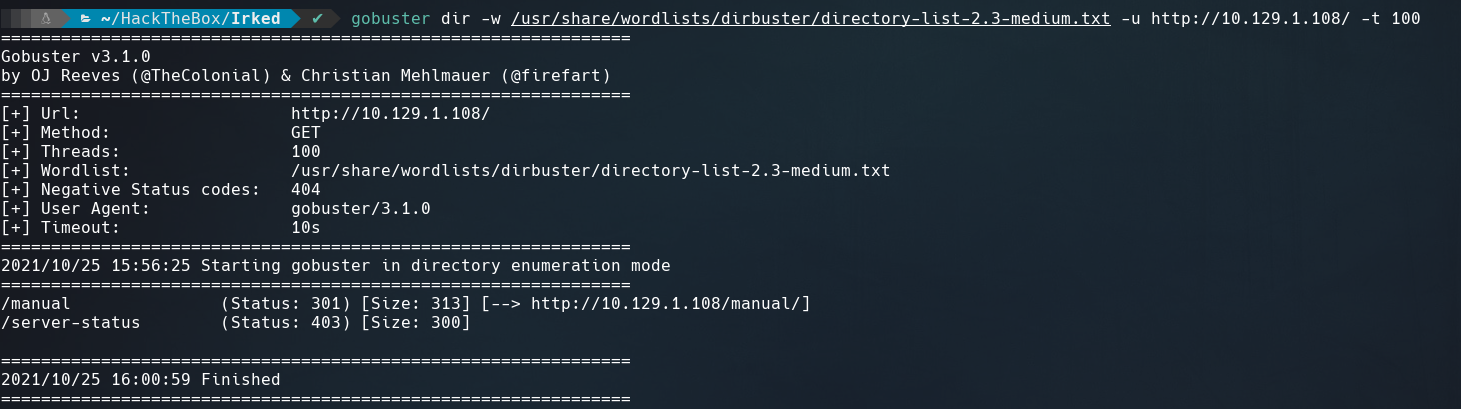 ~/HackTheBox/Irked ✔ gobuster dir -w /usr/share/wordlists/dirbuster/directory-list-2.3-medium.txt -u http://10.129.1.108/ -t 100
===============================================================
Gobuster v3.1.0
by OJ Reeves (@TheColonial) & Christian Mehlmauer (@firefart)
===============================================================
[+] Url:                     http://10.129.1.108/
[+] Method:                  GET
[+] Threads:                 100
[+] Wordlist:                /usr/share/wordlists/dirbuster/directory-list-2.3-medium.txt
[+] Negative Status codes:   404
[+] User Agent:              gobuster/3.1.0
[+] Timeout:                 10s
===============================================================
2021/10/25 15:56:25 Starting gobuster in directory enumeration mode
===============================================================
/manual               (Status: 301) [Size: 313] [--> http://10.129.1.108/manual/]
/server-status        (Status: 403) [Size: 300]
===============================================================
2021/10/25 16:00:59 Finished
===============================================================